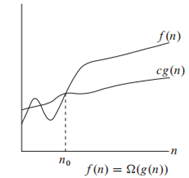 f(n)
cg(n)
n
n₀
f(n) = Ω(g(n))